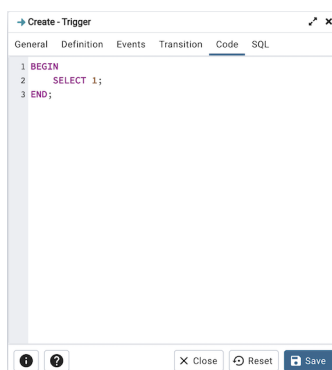 Create - Trigger
General Definition Events Transition Code SQL
1 BEGIN
2 SELECT 1;
3 END;
Close Reset Save